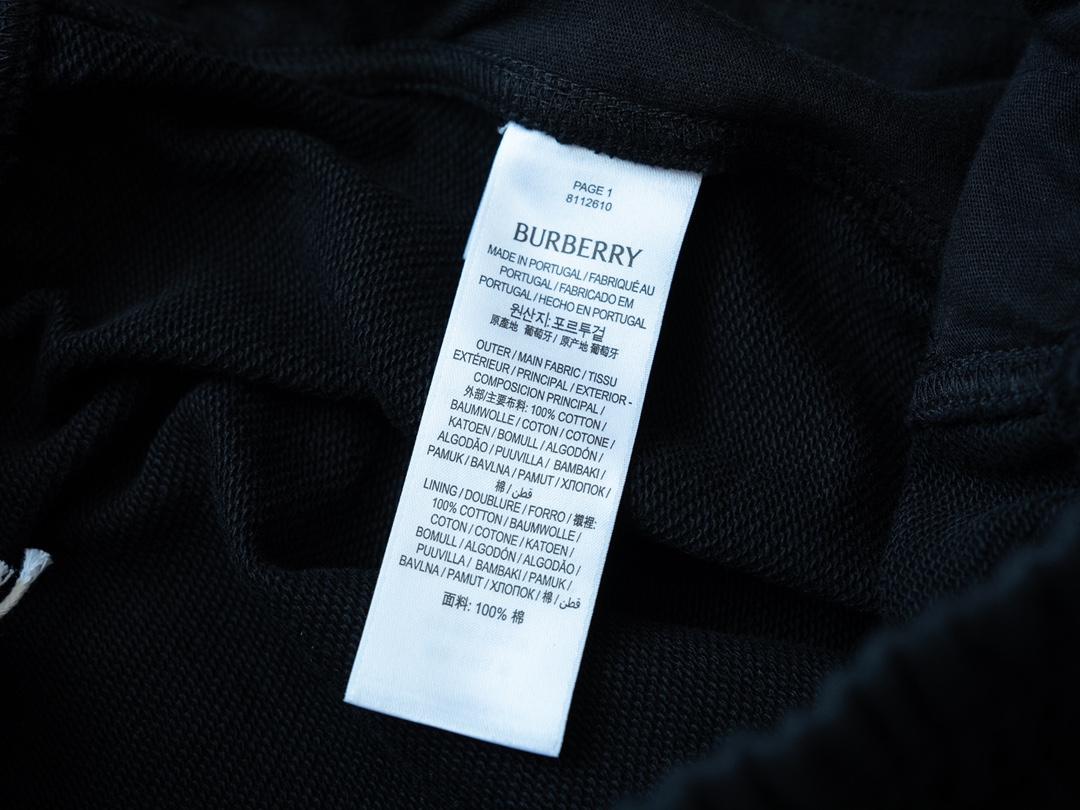 PAGE 1
8112610
BURBERRY
MADE IN PORTUGAL / FABRIQUÉ AU
PORTUGAL / FABRICADO EM
PORTUGAL / HECHO EN PORTUGAL
원산지: 포르투걸
原產地 葡萄牙 / 原产地 葡萄牙
OUTER / MAIN FABRIC / TISSU
EXTÉRIEUR / PRINCIPAL / EXTERIOR -
COMPOSICION PRINCIPAL /
外部/主要布料: 100% COTTON /
BAUMWOLLE / COTON / COTONE /
KATOEN / BOMULL / ALGODÓN /
ALGODÃO / PUUVILLA / BAMBAKI /
PAMUK / BAVLNA / PAMUT / ХЛОПОК /
棉 / قطن
LINING / DOUBLURE / FORRO / 襯裡:
100% COTTON / BAUMWOLLE /
COTON / COTONE / KATOEN /
BOMULL / ALGODÓN / ALGODÃO /
PUUVILLA / BAMBAKI / PAMUK /
BAVLNA / PAMUT / ХЛОПОК / 棉 / قطن
面料: 100% 棉